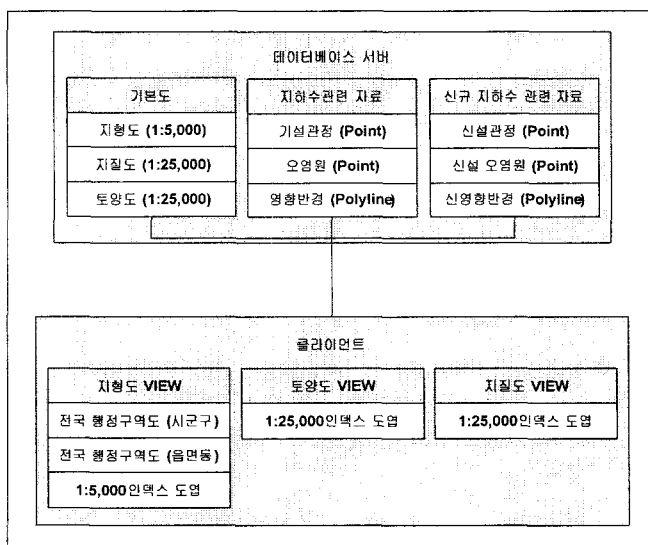 데이터베이스 서버
기본도
지형도 (1:5,000)
지질도 (1:25,000)
토양도 (1:25,000)
지하수관련 자료
기설관정 (Point)
오염원 (Point)
영향반경 (Polyline)
신규 지하수 관련 자료
신설관정 (Point)
신설 오염원 (Point)
신영향반경 (Polyline)
클라이언트
지형도 VIEW
전국 행정구역도 (시군구)
전국 행정구역도 (읍면동)
1:5,000인덱스 도엽
토양도 VIEW
1:25,000인덱스 도엽
지질도 VIEW
1:25,000인덱스 도엽